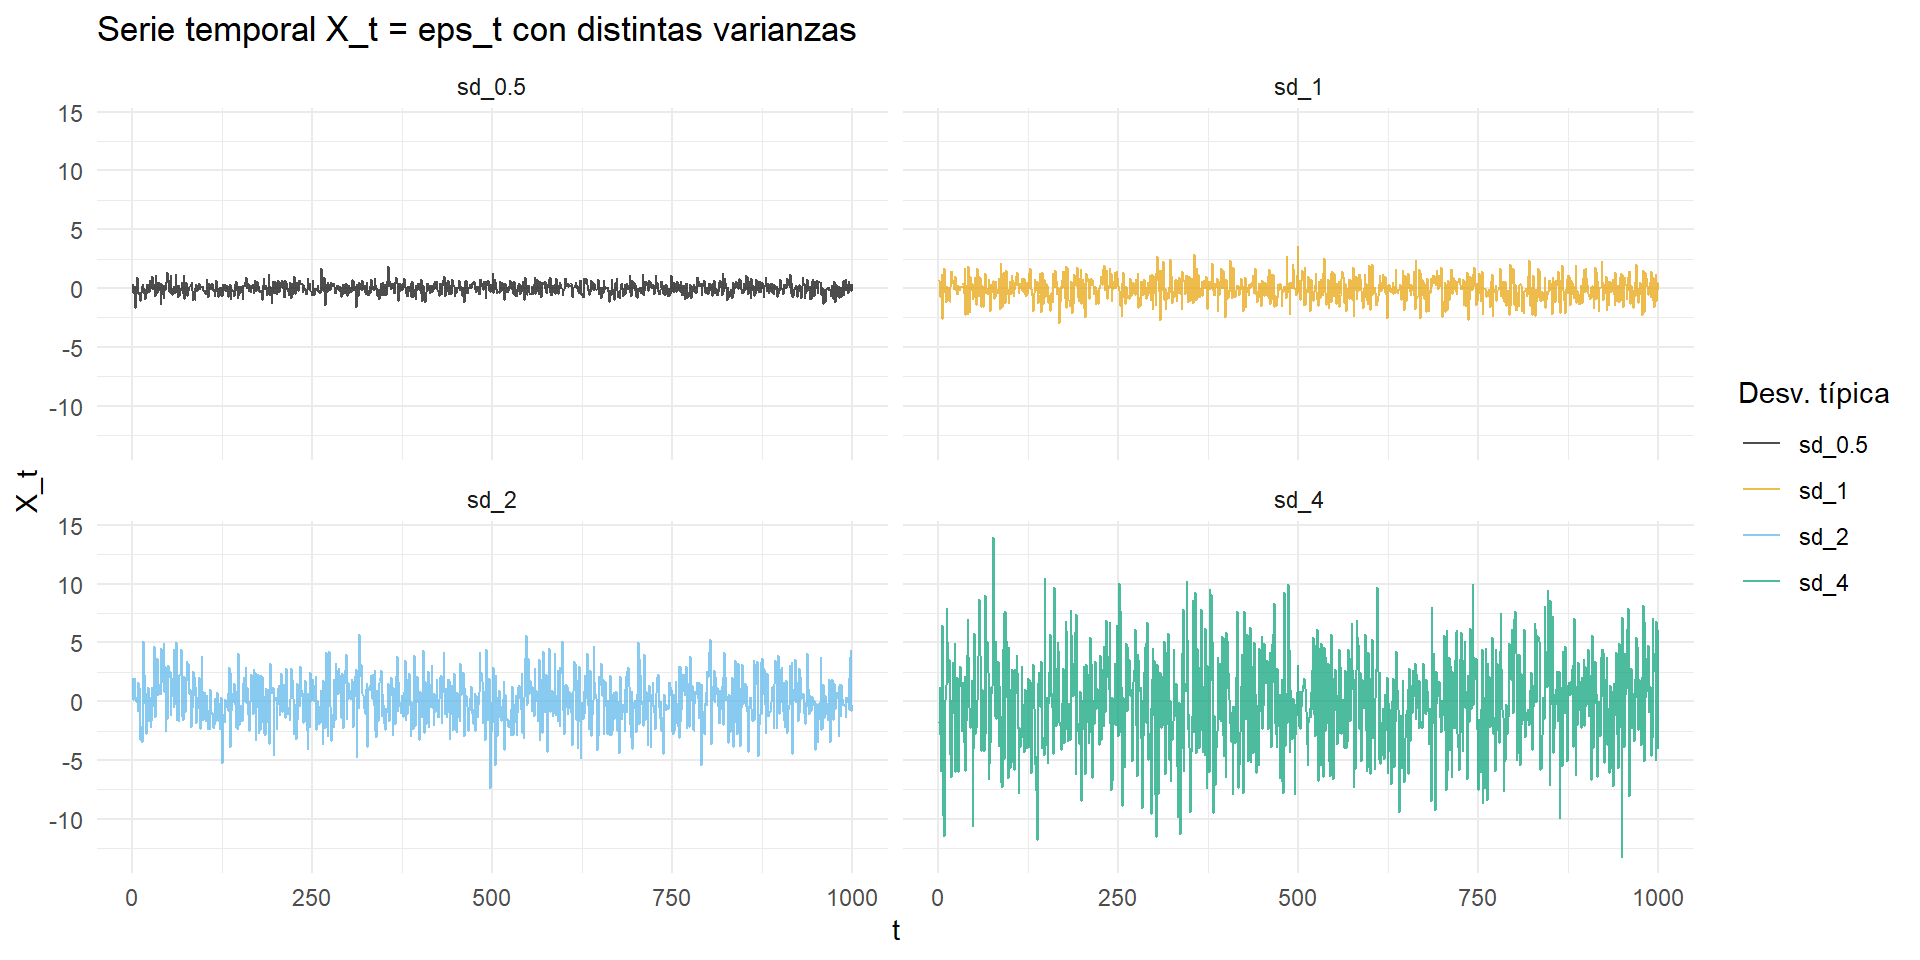 Serie temporal X_t = eps_t con distintas varianzas
sd_0.5
sd_1
15
10
5
0
-5
-10
sd_2
sd_4
15
10
5
0
-5
-10
0 250 500 750 1000
0 250 500 750 1000
X_t
t
Desv. típica
sd_0.5
sd_1
sd_2
sd_4